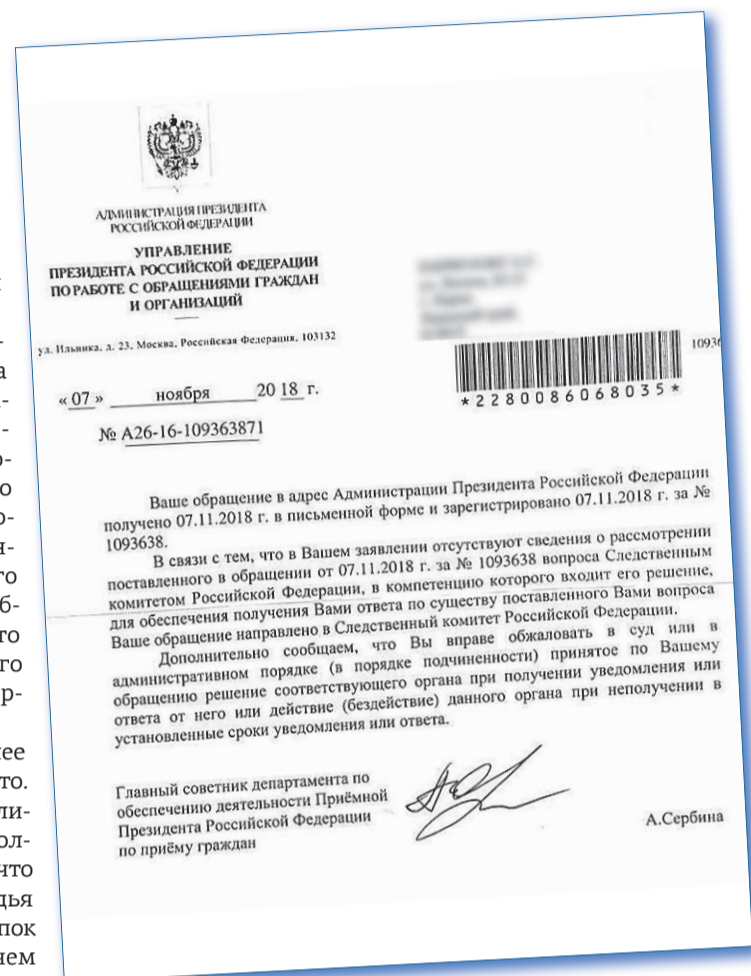 АДМИНИСТРАЦИЯ ПРЕЗИДЕНТА
РОССИЙСКОЙ ФЕДЕРАЦИИ
УПРАВЛЕНИЕ
ПРЕЗИДЕНТА РОССИЙСКОЙ ФЕДЕРАЦИИ
ПО РАБОТЕ С ОБРАЩЕНИЯМИ ГРАЖДАН
И ОРГАНИЗАЦИЙ
ул. Ильинка, д. 23, Москва, Российская Федерация, 103132
« 07 » ноября 20 18 г.
№ А26-16-109363871
10936
*2280086068035*
Ваше обращение в адрес Администрации Президента Российской Федерации
получено 07.11.2018 г. в письменной форме и зарегистрировано 07.11.2018 г. за №
1093638.
В связи с тем, что в Вашем заявлении отсутствуют сведения о рассмотрении
поставленного в обращении от 07.11.2018 г. за № 1093638 вопроса Следственным
комитетом Российской Федерации, в компетенцию которого входит его решение,
для обеспечения получения Вами ответа по существу поставленного Вами вопроса
Ваше обращение направлено в Следственный комитет Российской Федерации.
Дополнительно сообщаем, что Вы вправе обжаловать в суд или в
административном порядке (в порядке подчиненности) принятое по Вашему
обращению решение соответствующего органа при получении уведомления или
ответа от него или действие (бездействие) данного органа при неполучении в
установленные сроки уведомления или ответа.
Главный советник департамента по
обеспечению деятельности Приёмной
Президента Российской Федерации
по приёму граждан
А.Сербина